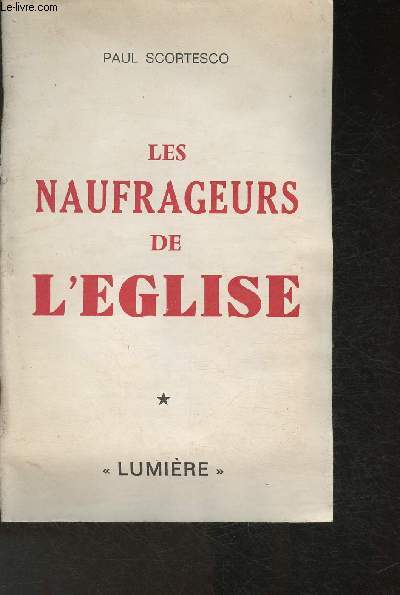 Le-livre.com
PAUL SCORTESCO
LES
NAUFRAGEURS
DE
L'EGLISE
« LUMIÈRE »